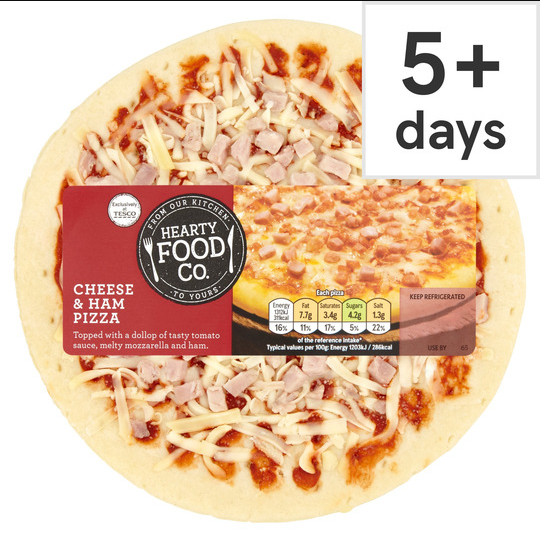 5+
days
Exclusively
at
TESCO
FROM OUR KITCHEN
HEARTY
FOOD
Co.
· TO YOURS ·
CHEESE
& HAM
PIZZA
Topped with a dollop of tasty tomato
sauce, melty mozzarella and ham.
Each pizza
Energy Fat Saturates Sugars Salt
1312kJ 7.7g 3.4g 4.2g 1.3g
311kcal
16% 11% 17% 5% 22%
of the reference intake*
Typical values per 100g: Energy 1203kJ / 286kcal
KEEP REFRIGERATED
USE BY 60